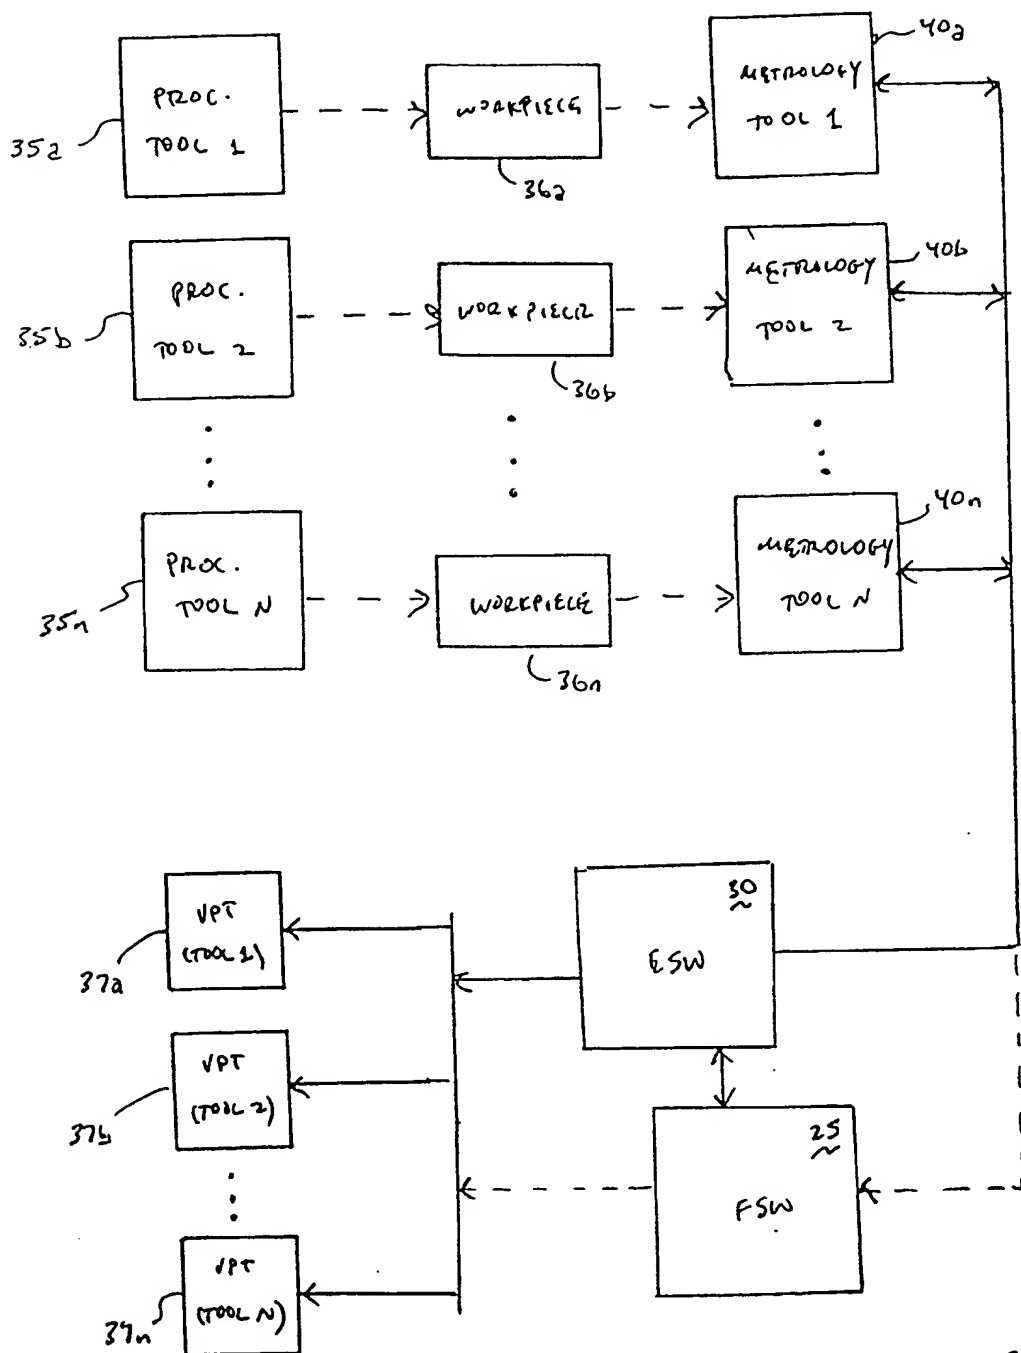 PROC.
TOOL 1
35a
WORKPIECE
36a
METROLOGY
TOOL 1
40a
PROC.
TOOL 2
35b
WORKPIECE
36b
METROLOGY
TOOL 2
40b
PROC.
TOOL N
35n
WORKPIECE
36n
METROLOGY
TOOL N
40n
VPT
(TOOL 1)
37a
30
ESW
VPT
(TOOL 2)
37b
25
FSW
VPT
(TOOL N)
37n